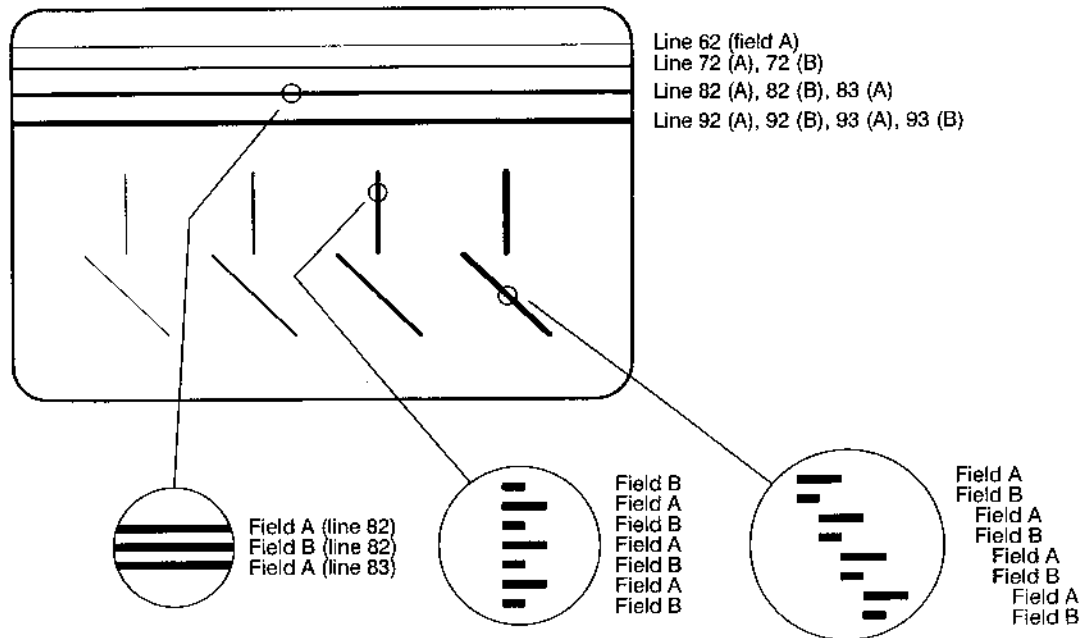 Line 62 (field A)
Line 72 (A), 72 (B)
Line 82 (A), 82 (B), 83 (A)
Line 92 (A), 92 (B), 93 (A), 93 (B)
Field A (line 82)
Field B (line 82)
Field A (line 83)
Field B
Field A
Field B
Field A
Field B
Field A
Field B
Field A
Field B
Field A
Field B
Field A
Field B
Field A
Field B